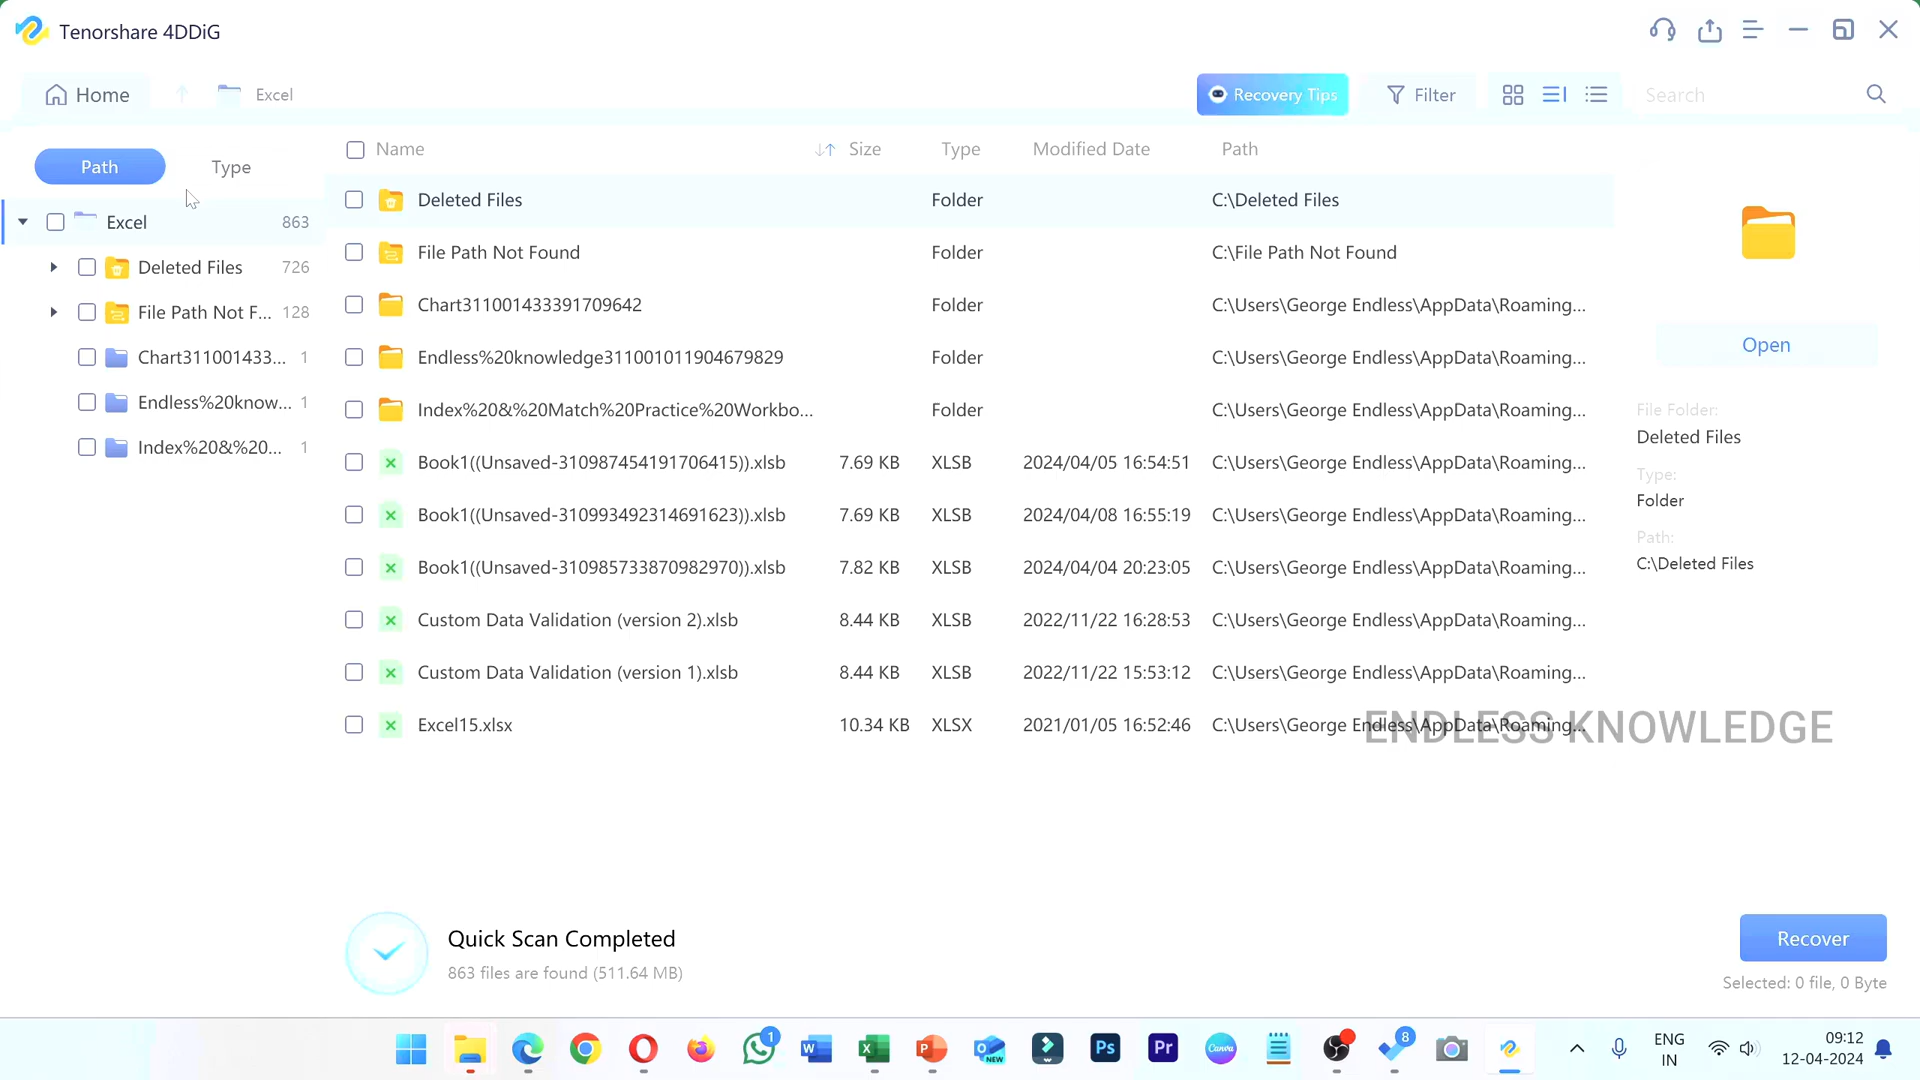 Tenorshare 4DDiG
Home
Excel
Recovery Tips
Filter
Search
Path
Type
Name
Size
Type
Modified Date
Path
Excel 863
Deleted Files 726
File Path Not F... 128
Chart311001433... 1
Endless%20know... 1
Index%20&%20... 1
Deleted Files Folder C:\Deleted Files
File Path Not Found Folder C:\File Path Not Found
Chart311001433391709642 Folder C:\Users\George Endless\AppData\Roaming...
Endless%20knowledge311001011904679829 Folder C:\Users\George Endless\AppData\Roaming...
Index%20&%20Match%20Practice%20Workbo... Folder C:\Users\George Endless\AppData\Roaming...
Book1((Unsaved-310987454191706415)).xlsb 7.69 KB XLSB 2024/04/05 16:54:51 C:\Users\George Endless\AppData\Roaming...
Book1((Unsaved-310993492314691623)).xlsb 7.69 KB XLSB 2024/04/08 16:55:19 C:\Users\George Endless\AppData\Roaming...
Book1((Unsaved-310985733870982970)).xlsb 7.82 KB XLSB 2024/04/04 20:23:05 C:\Users\George Endless\AppData\Roaming...
Custom Data Validation (version 2).xlsb 8.44 KB XLSB 2022/11/22 16:28:53 C:\Users\George Endless\AppData\Roaming...
Custom Data Validation (version 1).xlsb 8.44 KB XLSB 2022/11/22 15:53:12 C:\Users\George Endless\AppData\Roaming...
Excel15.xlsx 10.34 KB XLSX 2021/01/05 16:52:46 C:\Users\George Endless\AppData\Roaming...
ENDLESS KNOWLEDGE
Open
File Folder:
Deleted Files
Type:
Folder
Path:
C:\Deleted Files
Quick Scan Completed
863 files are found (511.64 MB)
Recover
Selected: 0 file, 0 Byte
1
W
X
P
O
NEW
Ps
Pr
Canva
8
ENG
IN
09:12
12-04-2024